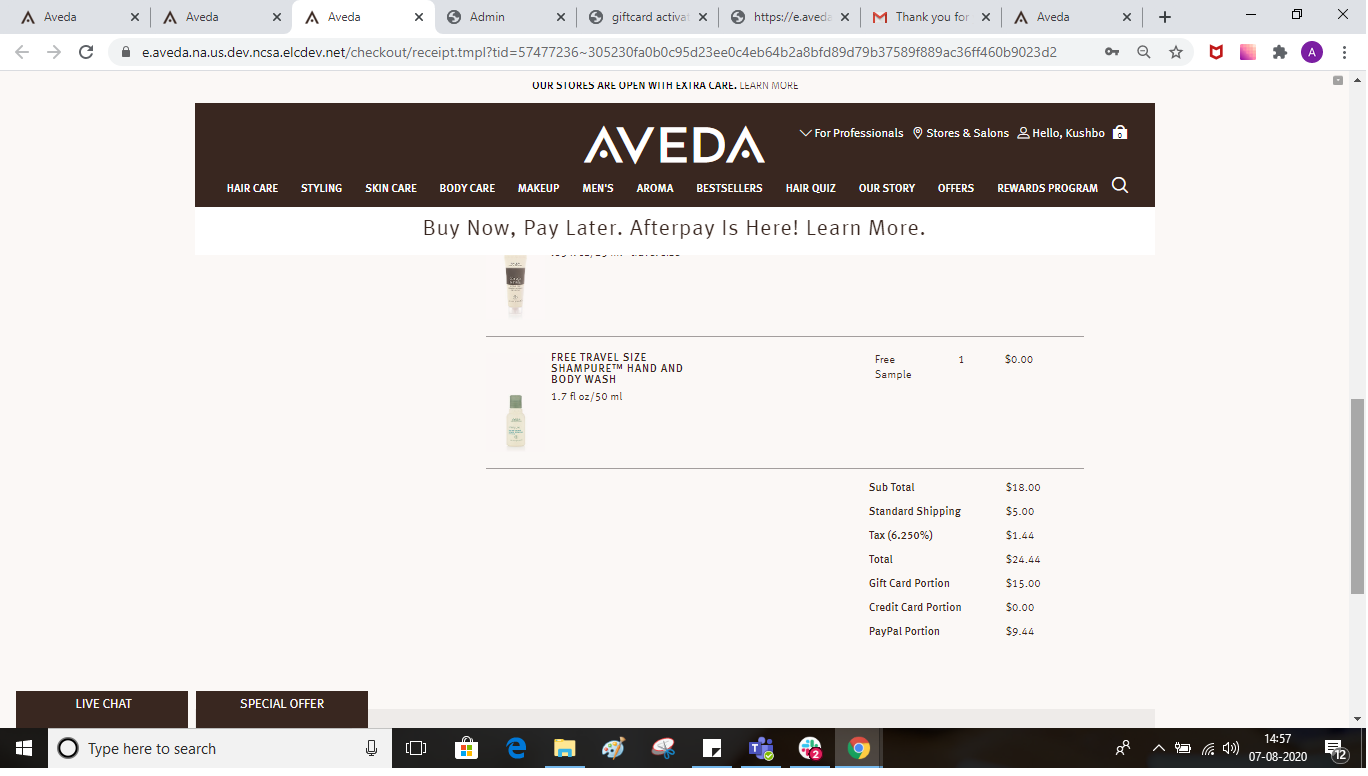 Aveda
Aveda
Aveda
Admin
giftcard activat
https://e.aveda
Thank you for
Aveda
e.aveda.na.us.dev.ncsa.elcdev.net/checkout/receipt.tmpl?tid=57477236~305230fa0b0c95d23ee0c4eb64b2a8bfd89d79b37589f889ac36ff460b9023d2
A
OUR STORES ARE OPEN WITH EXTRA CARE. LEARN MORE
AVEDA
For Professionals Stores & Salons Hello, Kushbo 0
HAIR CARE STYLING SKIN CARE BODY CARE MAKEUP MEN'S AROMA BESTSELLERS HAIR QUIZ OUR STORY OFFERS REWARDS PROGRAM
Buy Now, Pay Later. Afterpay Is Here! Learn More.
FREE TRAVEL SIZE
SHAMPURE™ HAND AND
BODY WASH
1.7 fl oz/50 ml
Free
Sample
1
$0.00
Sub Total $18.00
Standard Shipping $5.00
Tax (6.250%) $1.44
Total $24.44
Gift Card Portion $15.00
Credit Card Portion $0.00
PayPal Portion $9.44
LIVE CHAT
SPECIAL OFFER
Type here to search
2
14:57
07-08-2020
12